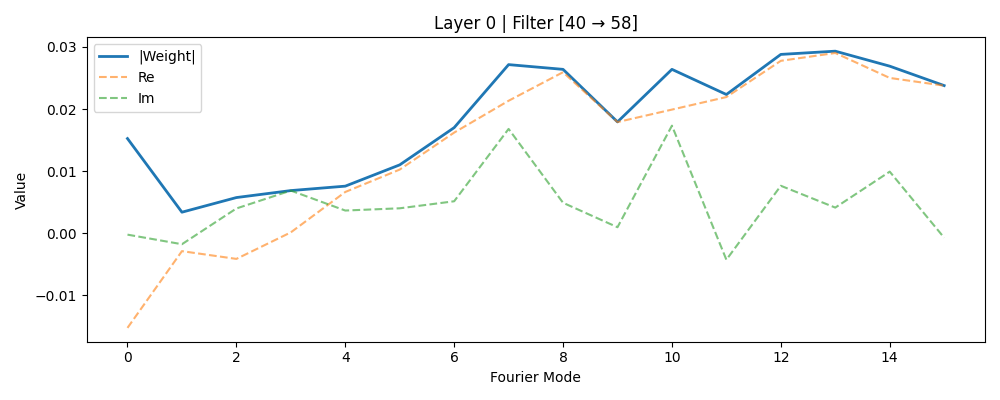 Layer 0 | Filter [40 → 58]
|Weight|
Re
Im
0.03
0.02
0.01
0.00
−0.01
Value
0 2 4 6 8 10 12 14
Fourier Mode